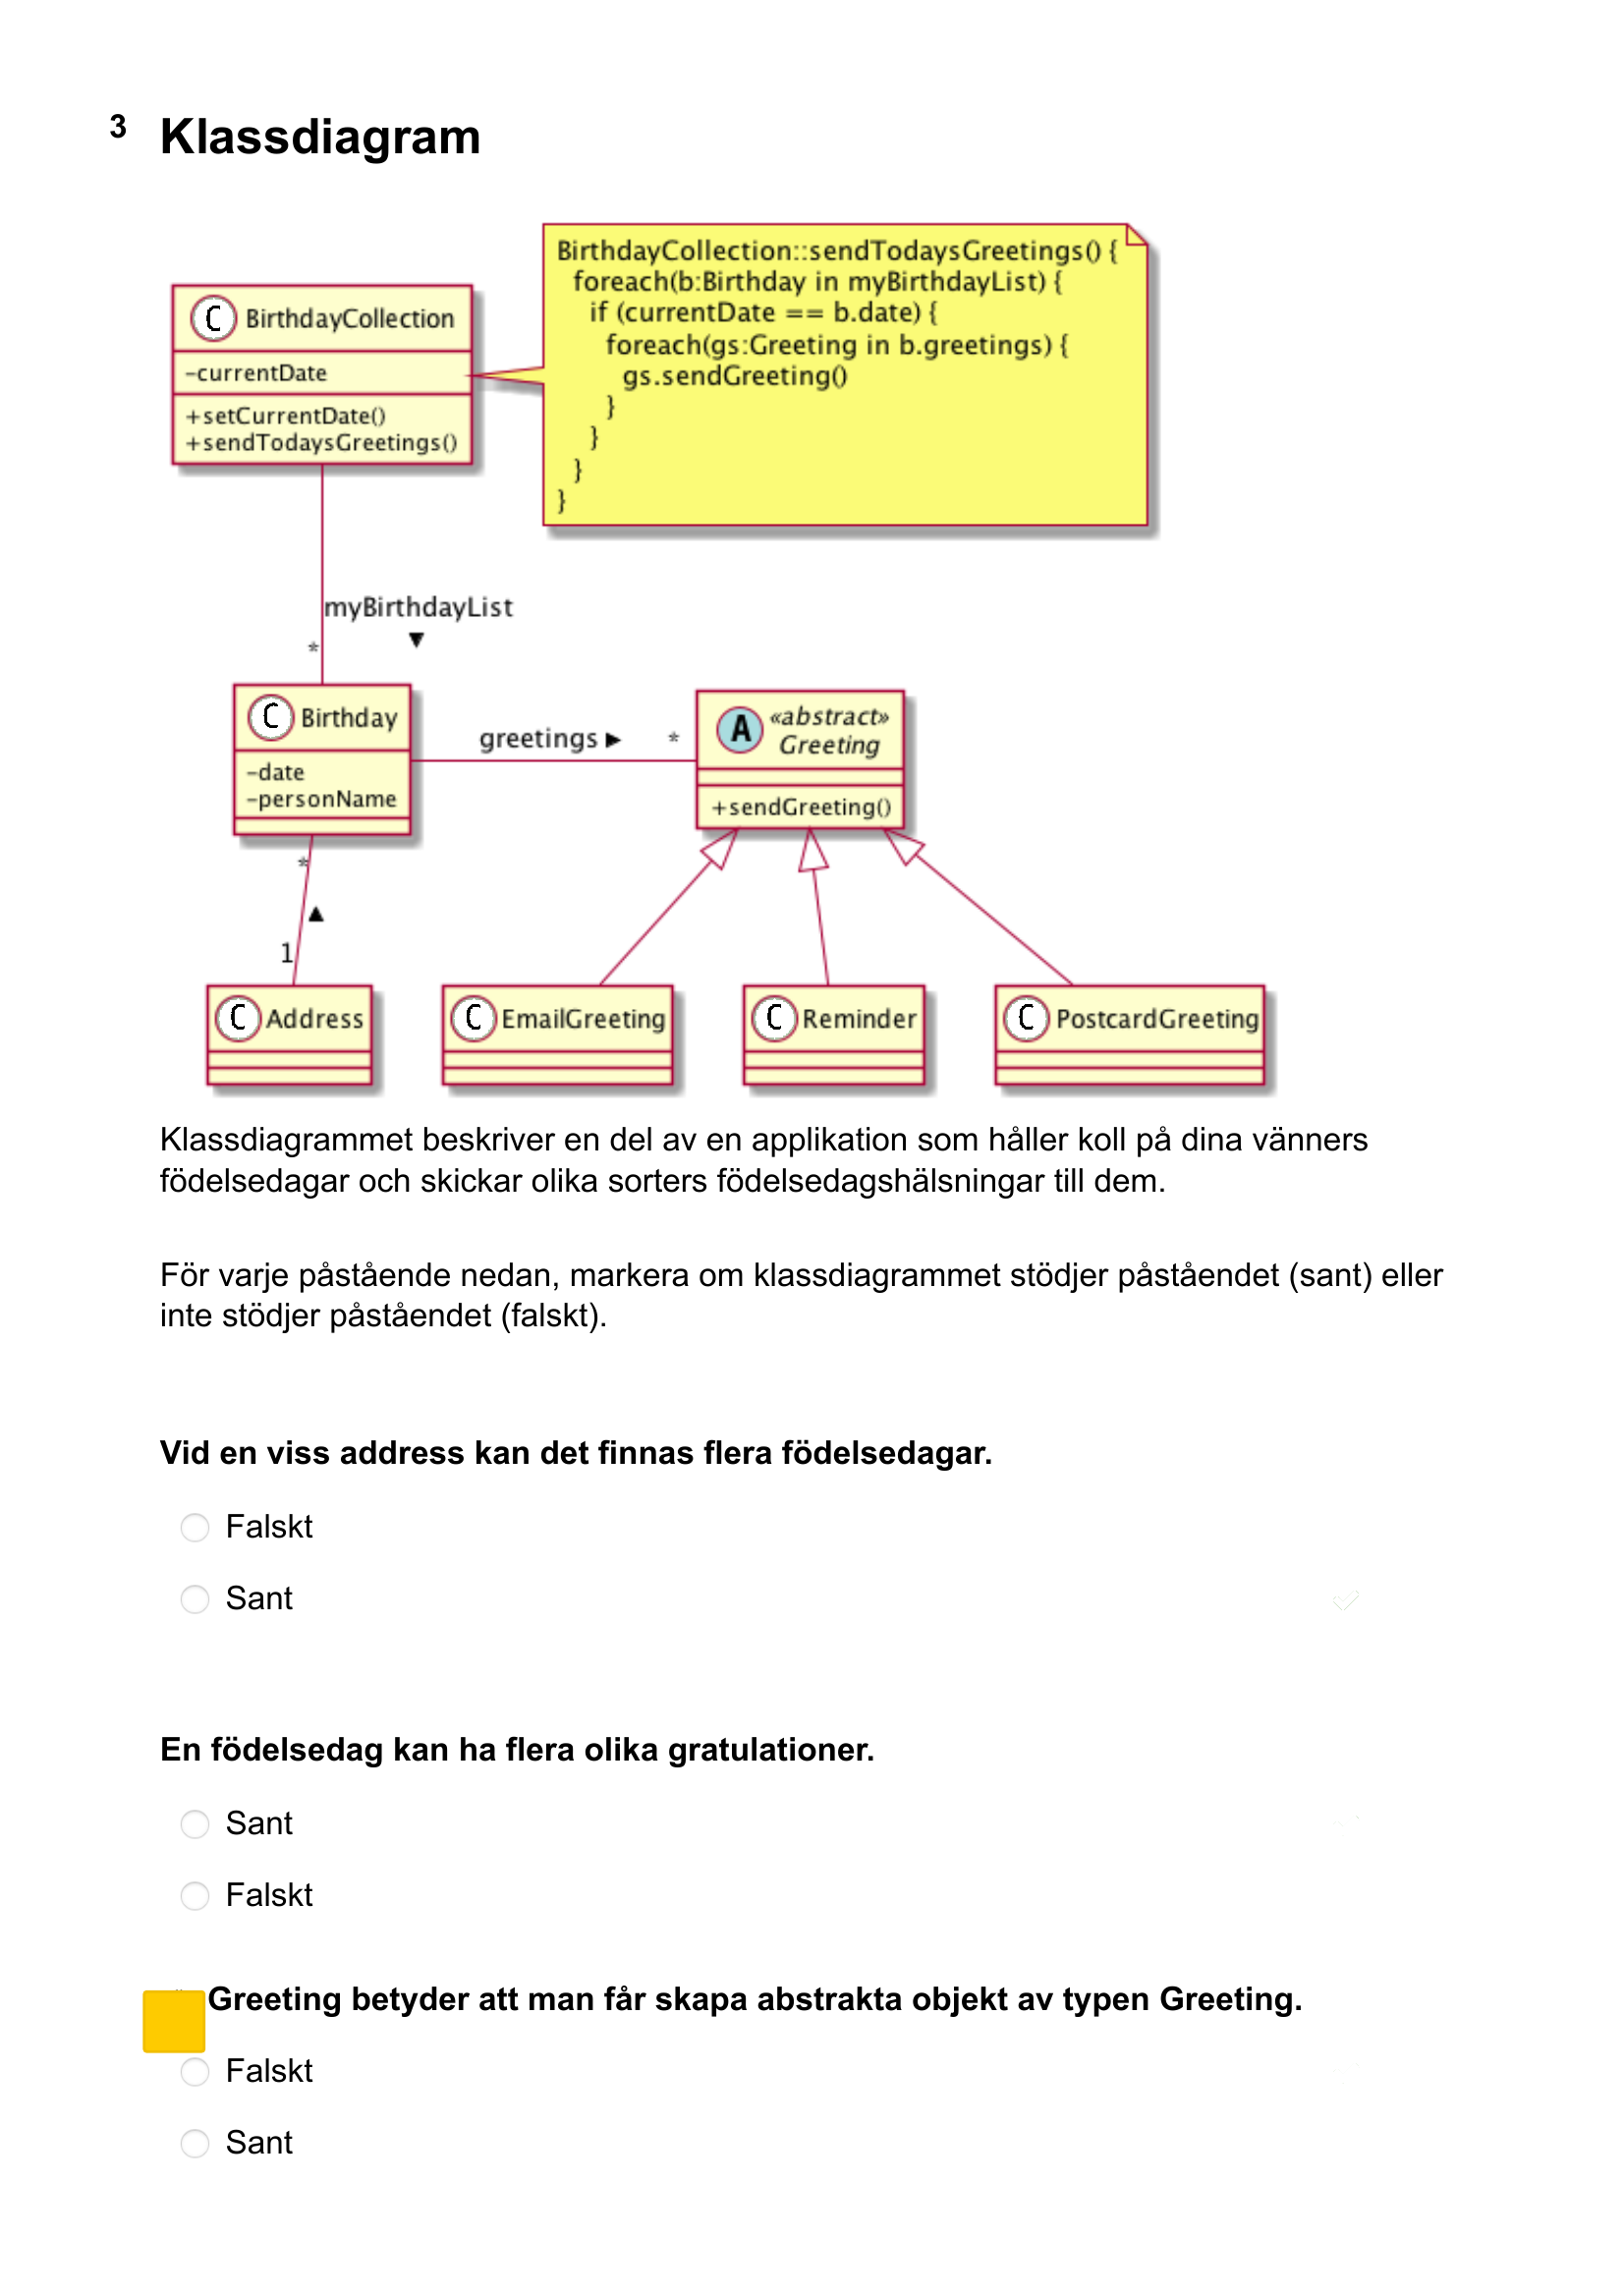 3 Klassdiagram
BirthdayCollection::sendTodaysGreetings() {
foreach(b:Birthday in myBirthdayList) {
if (currentDate == b.date) {
foreach(gs:Greeting in b.greetings) {
gs.sendGreeting()
}
}
}
}
C BirthdayCollection
-currentDate
+setCurrentDate()
+sendTodaysGreetings()
myBirthdayList
*
C Birthday
-date
-personName
greetings
*
A «abstract»
Greeting
+sendGreeting()
*
1
C Address
C EmailGreeting
C Reminder
C PostcardGreeting
Klassdiagrammet beskriver en del av en applikation som håller koll på dina vänners
födelsedagar och skickar olika sorters födelsedagshälsningar till dem.
För varje påstående nedan, markera om klassdiagrammet stödjer påståendet (sant) eller
inte stödjer påståendet (falskt).
Vid en viss address kan det finnas flera födelsedagar.
Falskt
Sant
En födelsedag kan ha flera olika gratulationer.
Sant
Falskt
Greeting betyder att man får skapa abstrakta objekt av typen Greeting.
Falskt
Sant